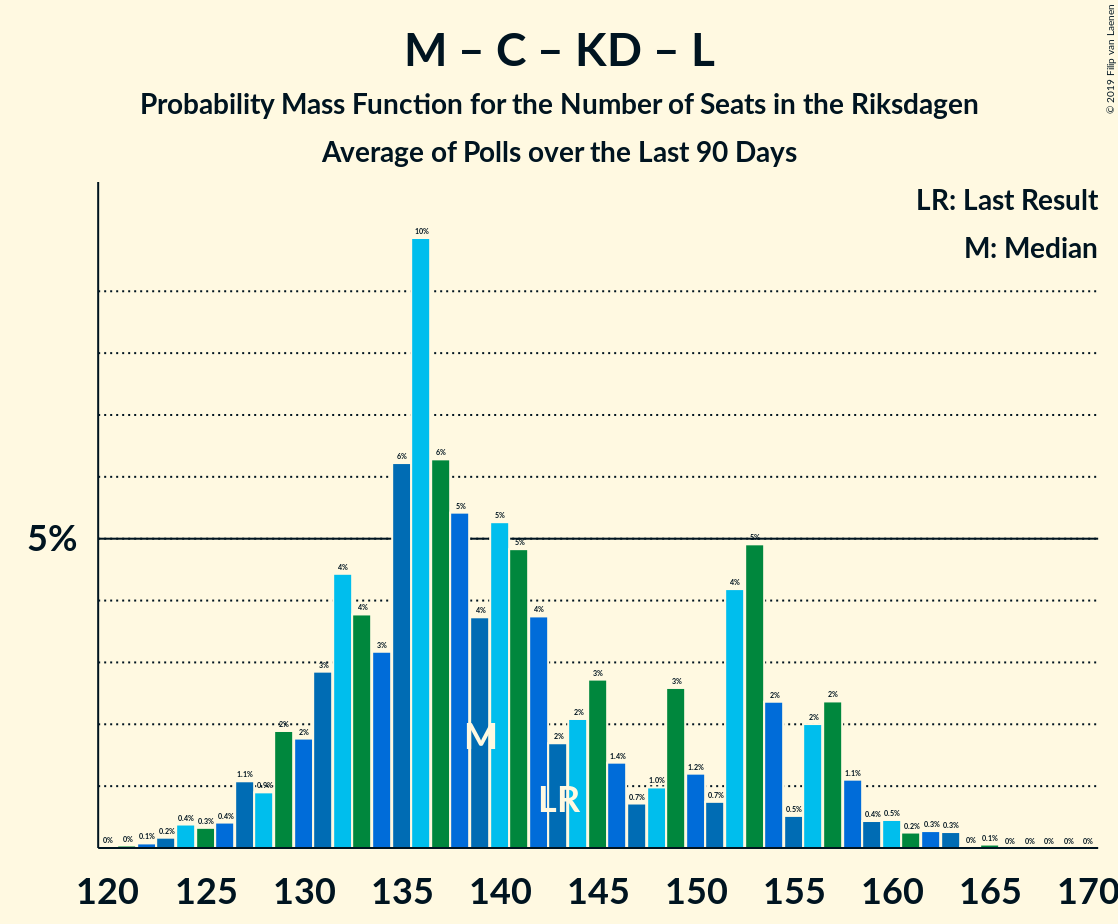 M – C – KD – L
Probability Mass Function for the Number of Seats in the Riksdagen
Average of Polls over the Last 90 Days
© 2019 Filip van Laenen
LR: Last Result
M: Median
5%
0% 0% 0.1% 0.2% 0.4% 0.3% 0.4% 1.1% 0.9% 2% 2% 3% 4% 4% 3% 6% 10% 6% 5% 4% 5% 5% 4% 2% 2% 3% 1.4% 0.7% 1.0% 3% 1.2% 0.7% 4% 5% 2% 0.5% 2% 2% 1.1% 0.4% 0.5% 0.2% 0.3% 0.3% 0% 0.1% 0% 0% 0% 0% 0%
M
LR
120 125 130 135 140 145 150 155 160 165 170